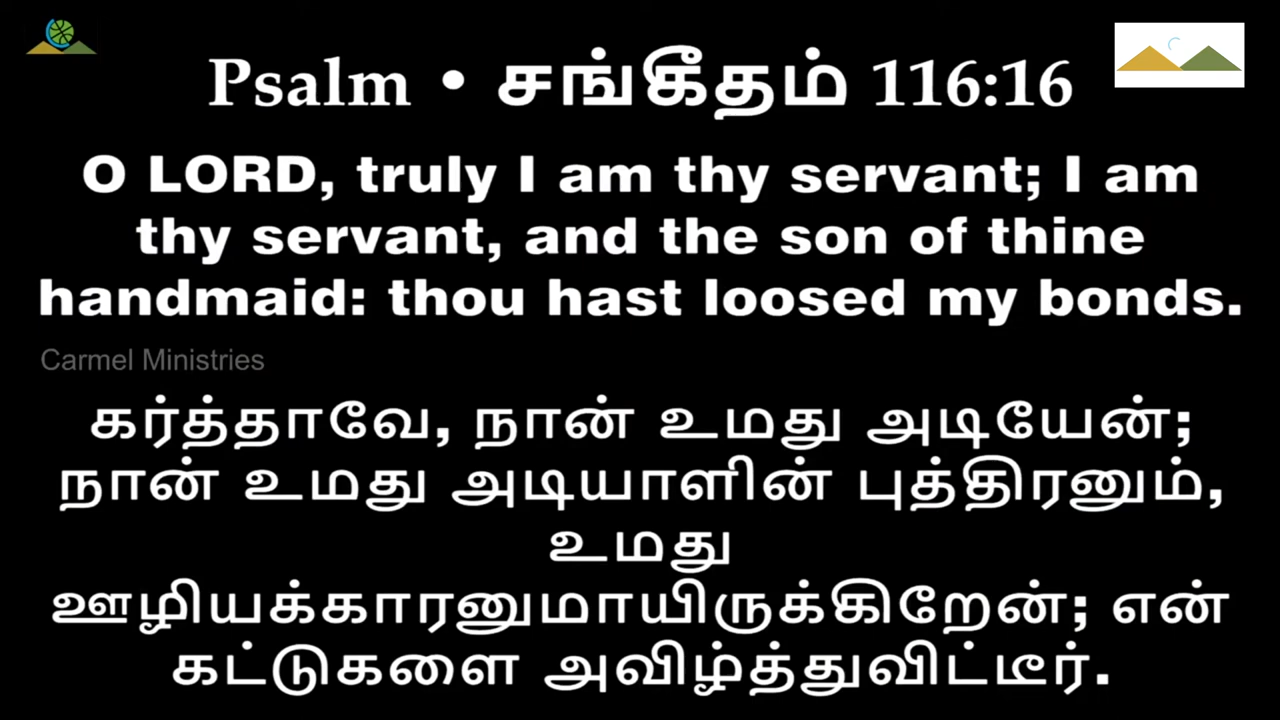 Psalm • சங்கீதம் 116:16
O LORD, truly I am thy servant; I am
thy servant, and the son of thine
handmaid: thou hast loosed my bonds.
Carmel Ministries
கர்த்தாவே, நான் உமது அடியேன்;
நான் உமது அடியாளின் புத்திரனும்,
உமது
ஊழியக்காரனுமாயிருக்கிறேன்; என்
கட்டுகளை அவிழ்த்துவிட்டீர்.